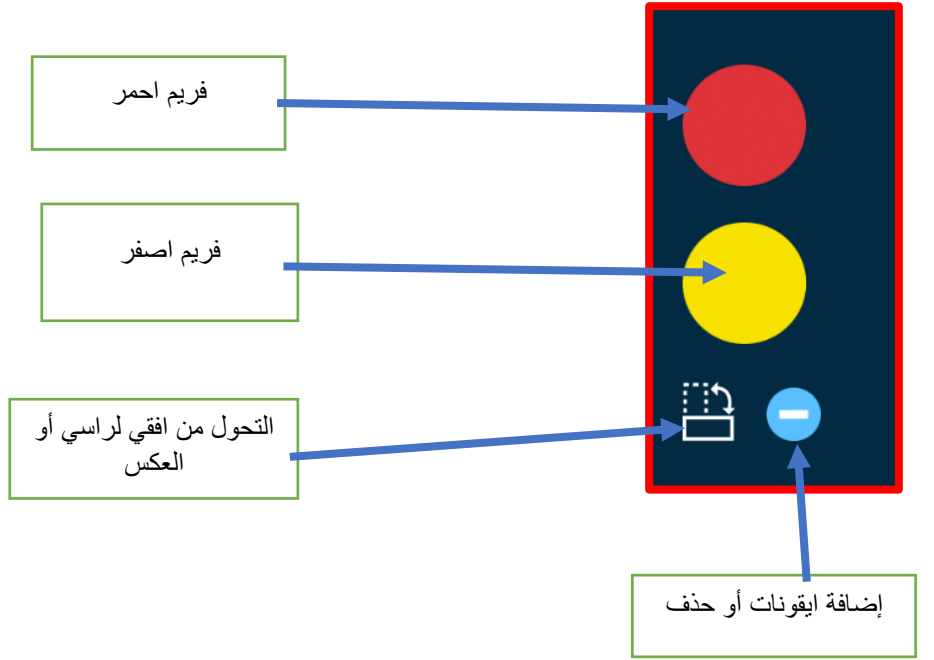 فريم احمر
فريم اصفر
التحول من افقي لراسي أو
العكس
إضافة ايقونات أو حذف